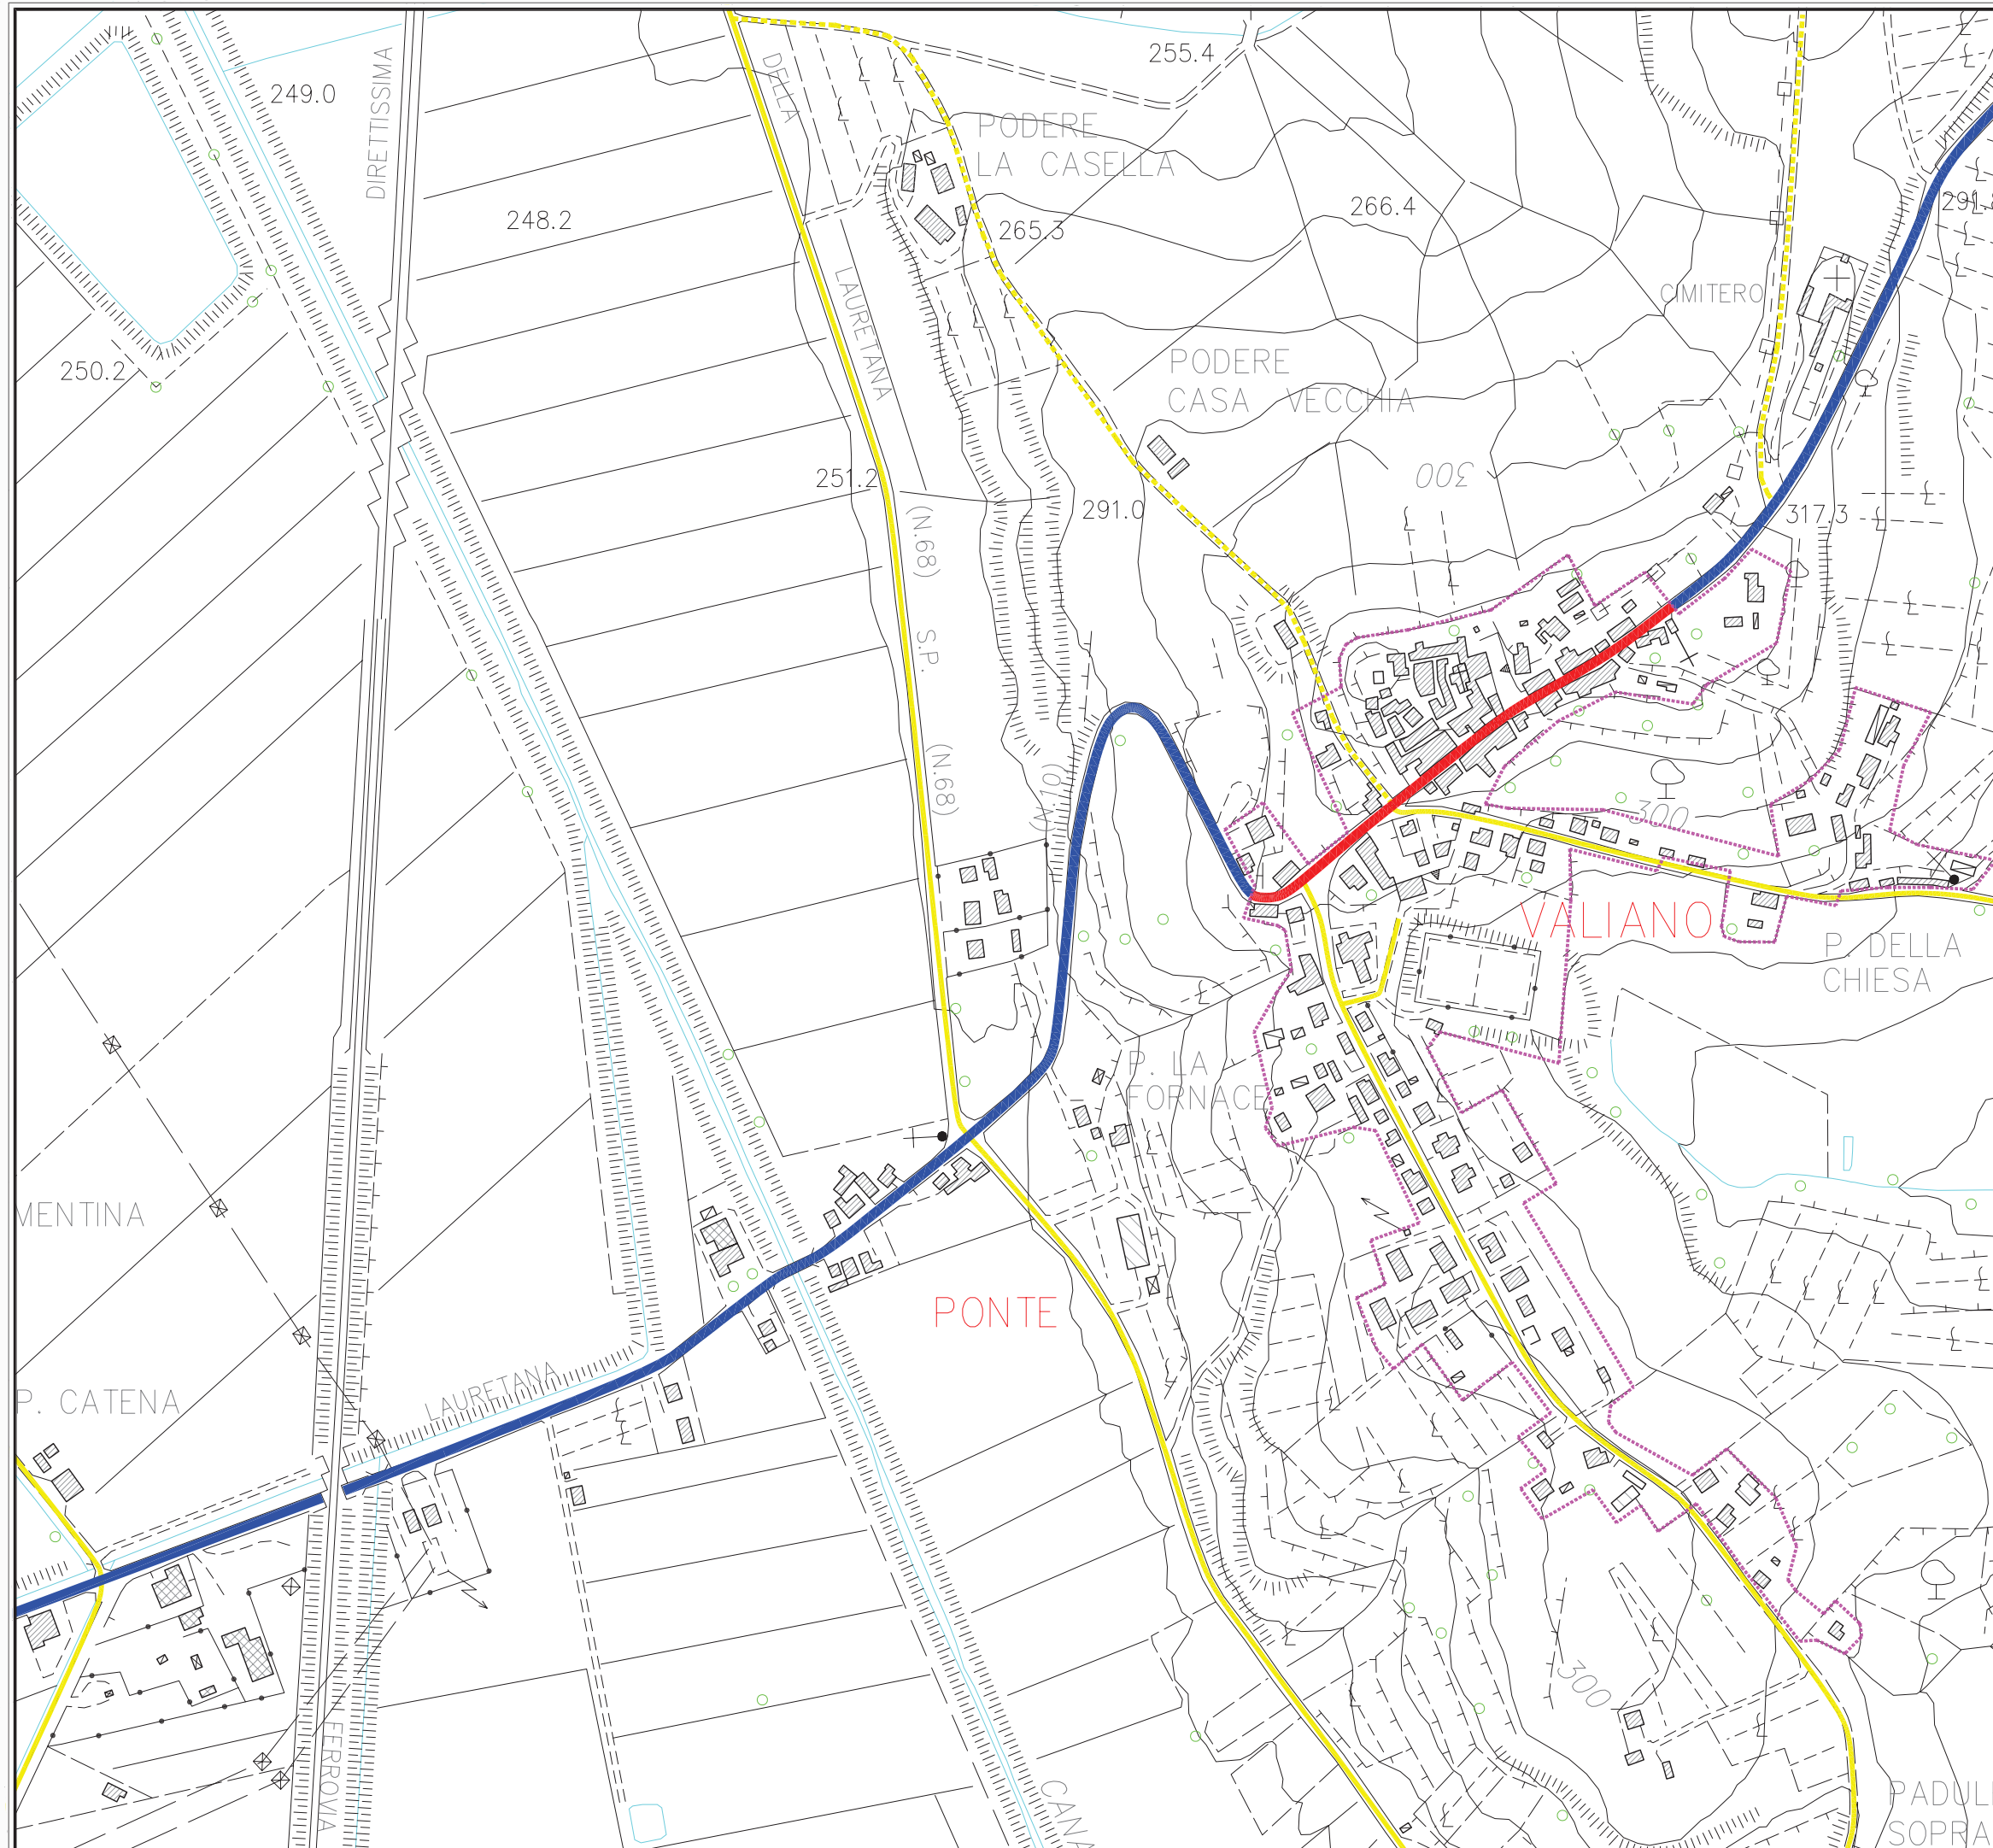 255.4
249.0
DIRETTISSIMA
DELLA
PODERE
LA CASELLA
248.2
265.3
266.4
CIMITERO
LAURETANA
250.2
PODERE
CASA VECCHIA
251.2
300
291.0
317.3
(N.68)
S.P.
(N.68)
300
VALIANO
P. DELLA
CHIESA
P. LA
FORNACE
MENTINA
PONTE
LAURETANA
P. CATENA
300
FERROVIA
CANA
PADUL
SOPRA